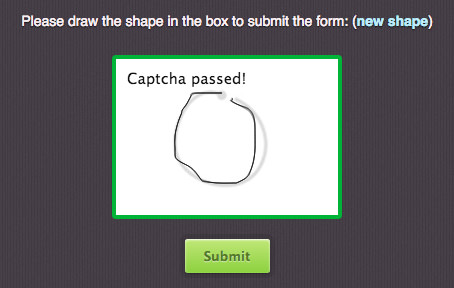 Please draw the shape in the box to submit the form: (new shape)
Captcha passed!
Submit